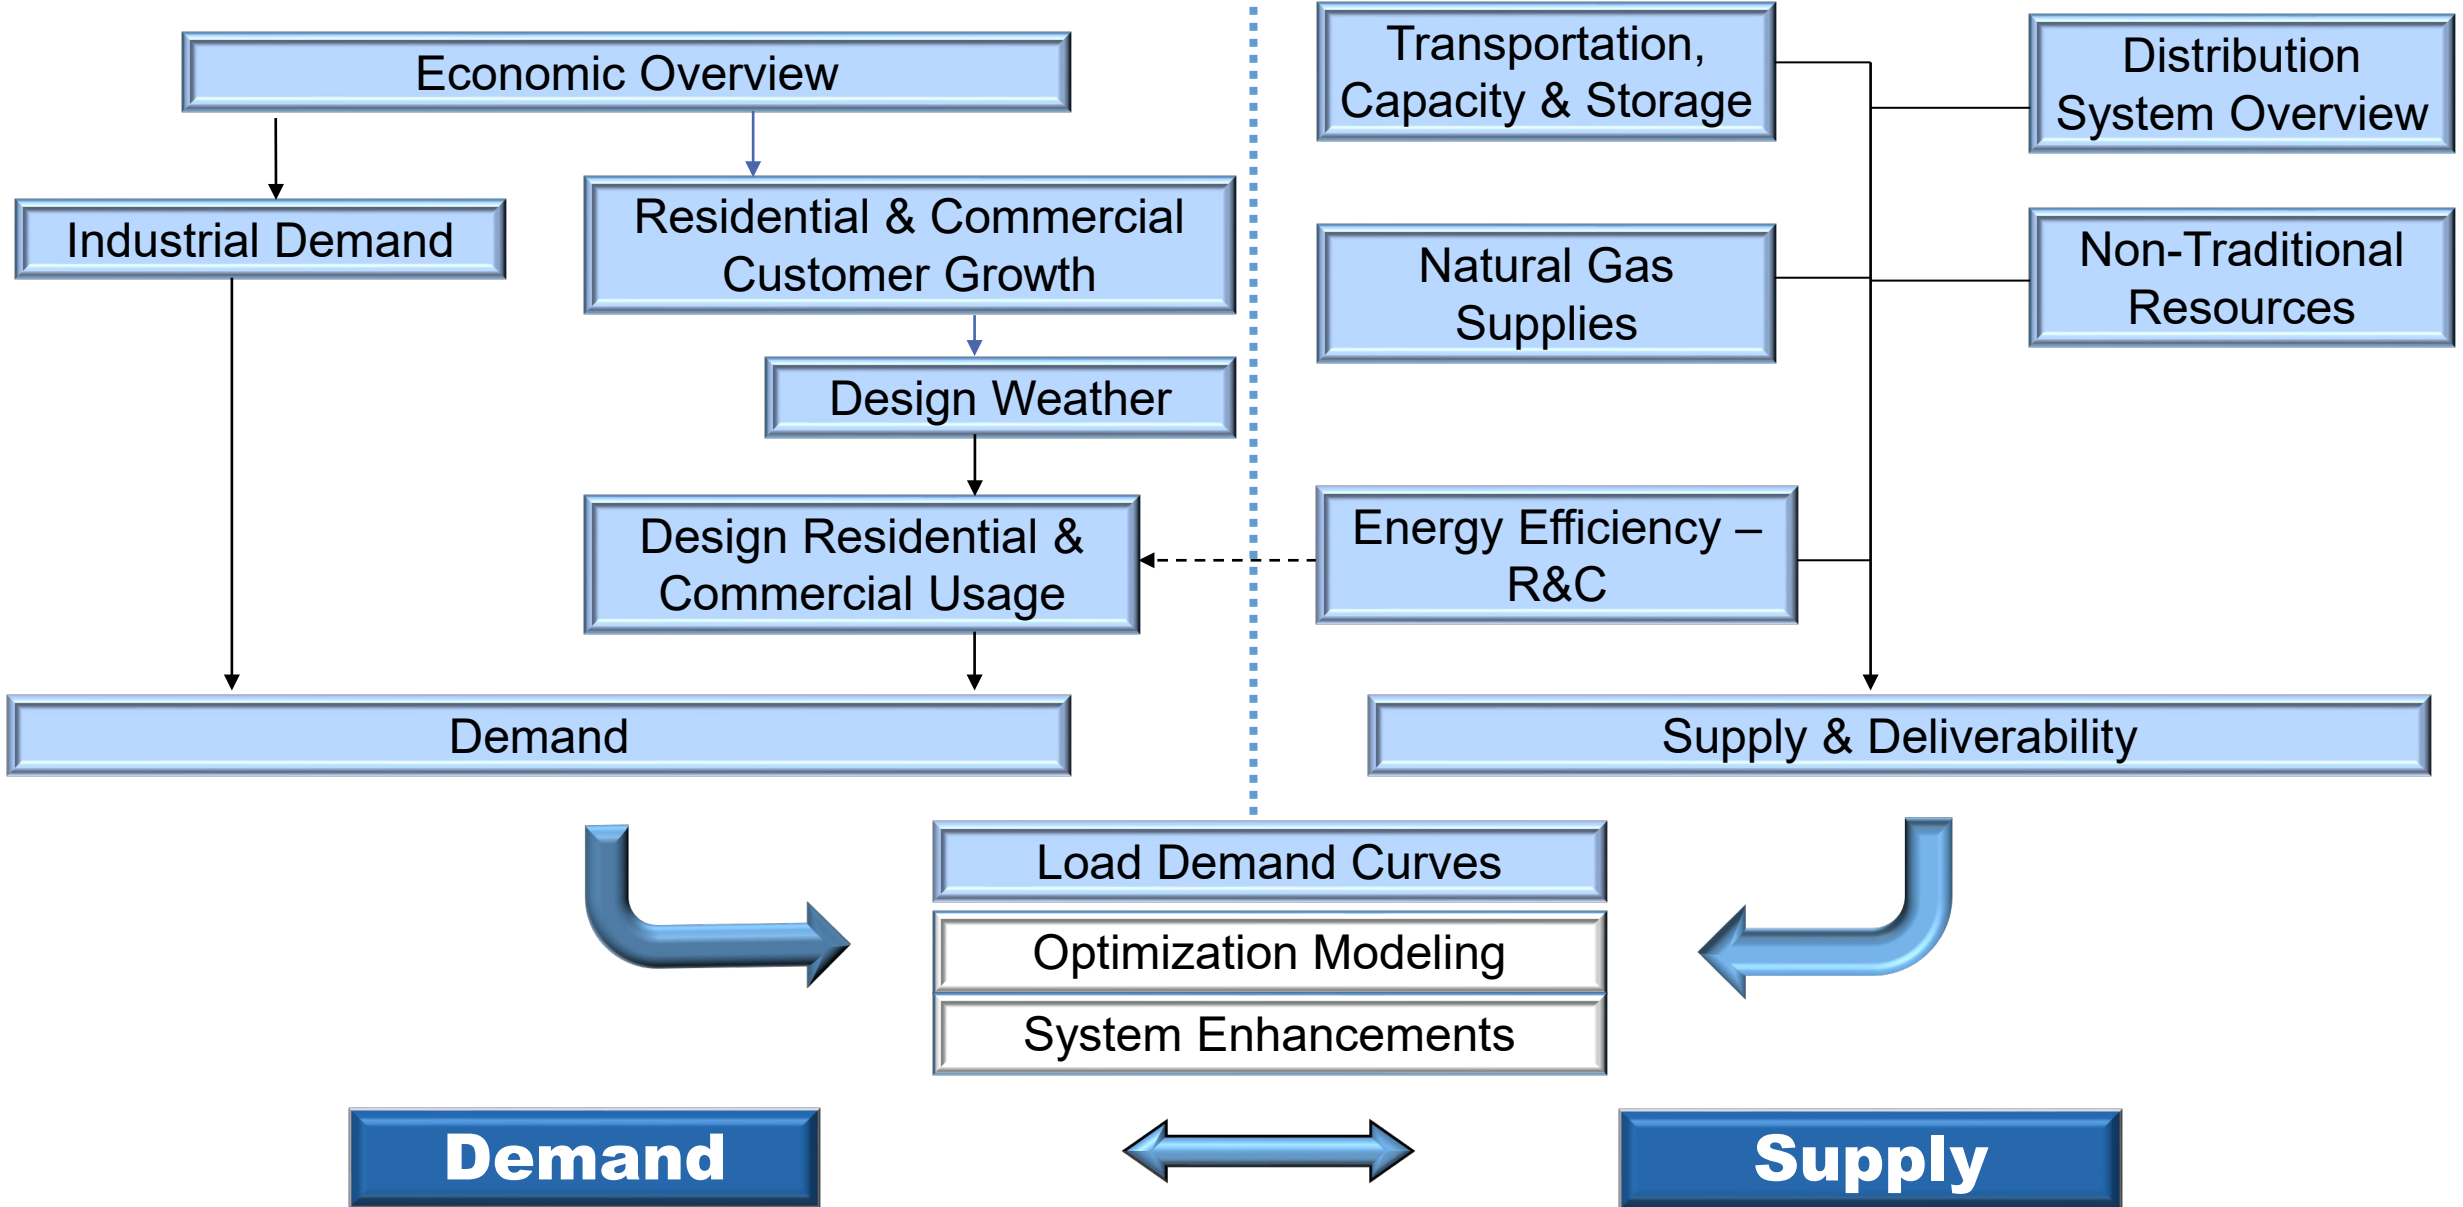 Economic Overview
Industrial Demand
Residential & Commercial
Customer Growth
Design Weather
Design Residential &
Commercial Usage
Demand
Transportation,
Capacity & Storage
Distribution
System Overview
Natural Gas
Supplies
Non-Traditional
Resources
Energy Efficiency –
R&C
Supply & Deliverability
Load Demand Curves
Optimization Modeling
System Enhancements
Demand
Supply